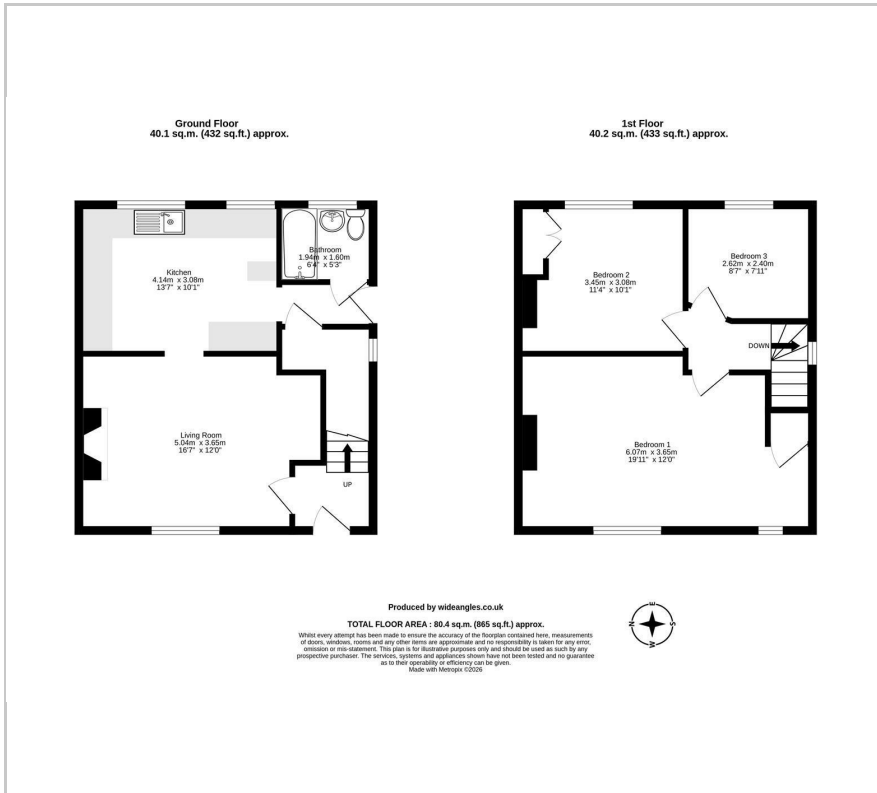 Ground Floor
40.1 sq.m. (432 sq.ft.) approx.
1st Floor
40.2 sq.m. (433 sq.ft.) approx.
Kitchen
4.14m x 3.08m
13'7" x 10'1"
Bathroom
1.94m x 1.60m
6'4" x 5'3"
Living Room
5.04m x 3.65m
16'7" x 12'0"
UP
Bedroom 2
3.45m x 3.08m
11'4" x 10'1"
Bedroom 3
2.62m x 2.40m
8'7" x 7'11"
DOWN
Bedroom 1
6.07m x 3.65m
19'11" x 12'0"
Produced by wideangles.co.uk
TOTAL FLOOR AREA : 80.4 sq.m. (865 sq.ft.) approx.
Whilst every attempt has been made to ensure the accuracy of the floorplan contained here, measurements
of doors, windows, rooms and any other items are approximate and no responsibility is taken for any error,
omission or mis-statement. This plan is for illustrative purposes only and should be used as such by any
prospective purchaser. The services, systems and appliances shown have not been tested and no guarantee
as to their operability or efficiency can be given.
Made with Metropix ©2026
E
N
S
W